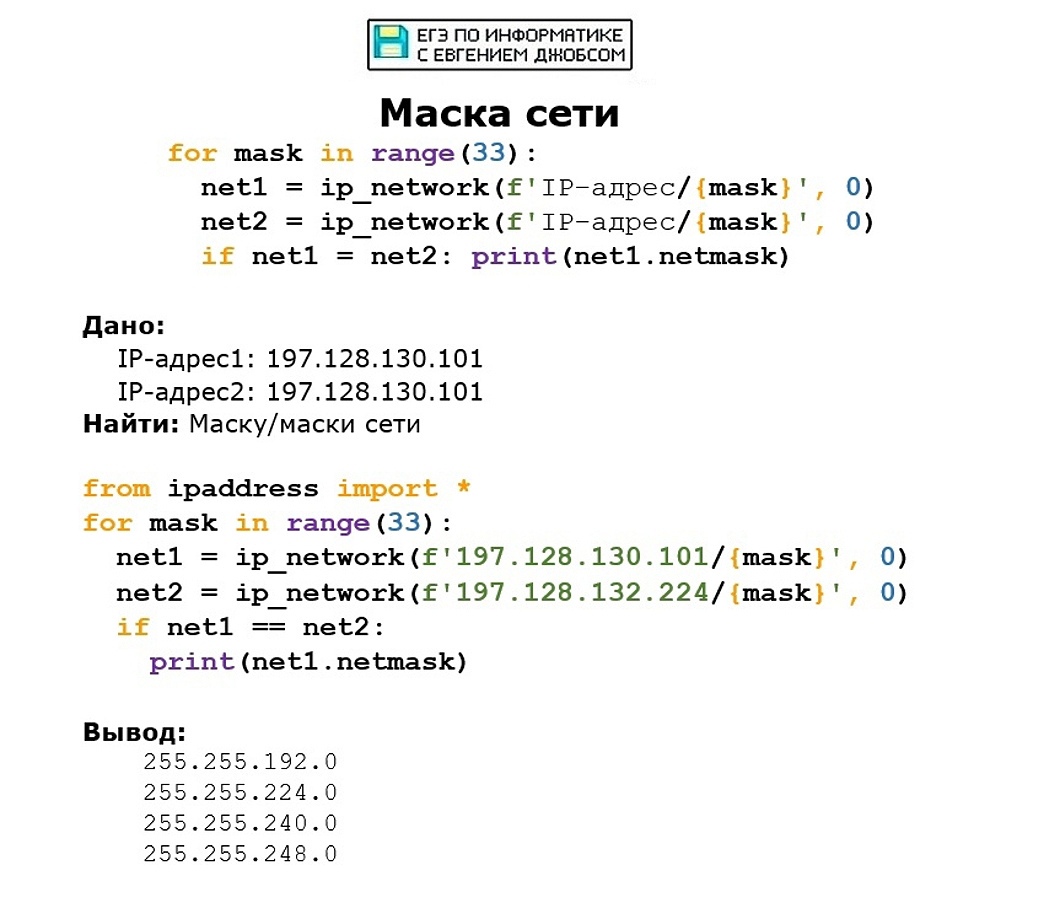 ЕГЭ ПО ИНФОРМАТИКЕ
С ЕВГЕНИЕМ ДЖОБСОМ
Маска сети
for mask in range(33):
net1 = ip_network(f'IP-адрес/{mask}', 0)
net2 = ip_network(f'IP-адрес/{mask}', 0)
if net1 = net2: print(net1.netmask)
Дано:
IP-адрес1: 197.128.130.101
IP-адрес2: 197.128.130.101
Найти: Маску/маски сети
from ipaddress import *
for mask in range(33):
net1 = ip_network(f'197.128.130.101/{mask}', 0)
net2 = ip_network(f'197.128.132.224/{mask}', 0)
if net1 == net2:
print(net1.netmask)
Вывод:
255.255.192.0
255.255.224.0
255.255.240.0
255.255.248.0